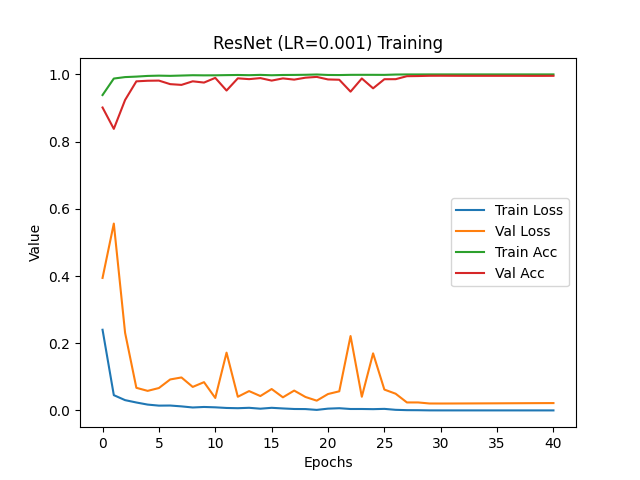 ResNet (LR=0.001) Training
1.0
0.8
0.6
0.4
0.2
0.0
Value
Train Loss
Val Loss
Train Acc
Val Acc
0 5 10 15 20 25 30 35 40
Epochs